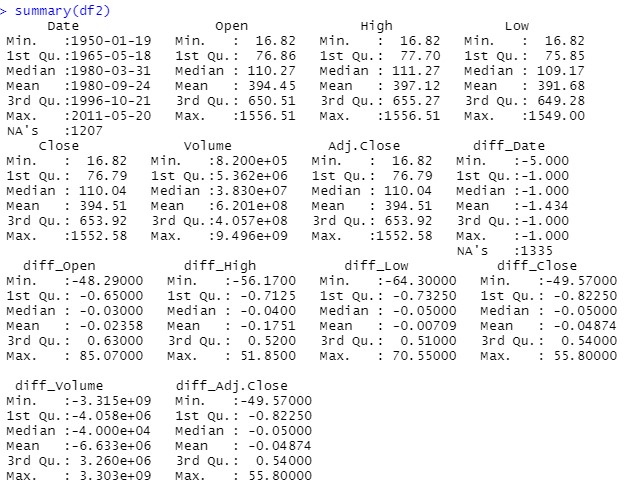 > summary(df2)
Date Open High Low
Min. :1950-01-19 Min. : 16.82 Min. : 16.82 Min. : 16.82
1st Qu.:1965-05-18 1st Qu.: 76.86 1st Qu.: 77.70 1st Qu.: 75.85
Median :1980-03-31 Median : 110.27 Median : 111.27 Median : 109.17
Mean :1980-09-24 Mean : 394.45 Mean : 397.12 Mean : 391.68
3rd Qu.:1996-10-21 3rd Qu.: 650.51 3rd Qu.: 655.27 3rd Qu.: 649.28
Max. :2011-05-20 Max. :1556.51 Max. :1556.51 Max. :1549.00
NA's :1207
Close Volume Adj.Close diff_Date
Min. : 16.82 Min. :8.200e+05 Min. : 16.82 Min. :-5.000
1st Qu.: 76.79 1st Qu.:5.362e+06 1st Qu.: 76.79 1st Qu.:-1.000
Median : 110.04 Median :3.830e+07 Median : 110.04 Median :-1.000
Mean : 394.51 Mean :6.201e+08 Mean : 394.51 Mean :-1.434
3rd Qu.: 653.92 3rd Qu.:4.057e+08 3rd Qu.: 653.92 3rd Qu.:-1.000
Max. :1552.58 Max. :9.496e+09 Max. :1552.58 Max. :-1.000
NA's :1335
diff_Open diff_High diff_Low diff_Close
Min. :-48.29000 Min. :-56.1700 Min. :-64.30000 Min. :-49.57000
1st Qu.: -0.65000 1st Qu.: -0.7125 1st Qu.: -0.73250 1st Qu.: -0.82250
Median : -0.03000 Median : -0.0400 Median : -0.05000 Median : -0.05000
Mean : -0.02358 Mean : -0.1751 Mean : -0.00709 Mean : -0.04874
3rd Qu.: 0.63000 3rd Qu.: 0.5200 3rd Qu.: 0.51000 3rd Qu.: 0.54000
Max. : 85.07000 Max. : 51.8500 Max. : 70.55000 Max. : 55.80000
diff_Volume diff_Adj.Close
Min. :-3.315e+09 Min. :-49.57000
1st Qu.:-4.058e+06 1st Qu.: -0.82250
Median :-4.000e+04 Median : -0.05000
Mean :-6.633e+06 Mean : -0.04874
3rd Qu.: 3.260e+06 3rd Qu.: 0.54000
Max. : 3.303e+09 Max. : 55.80000